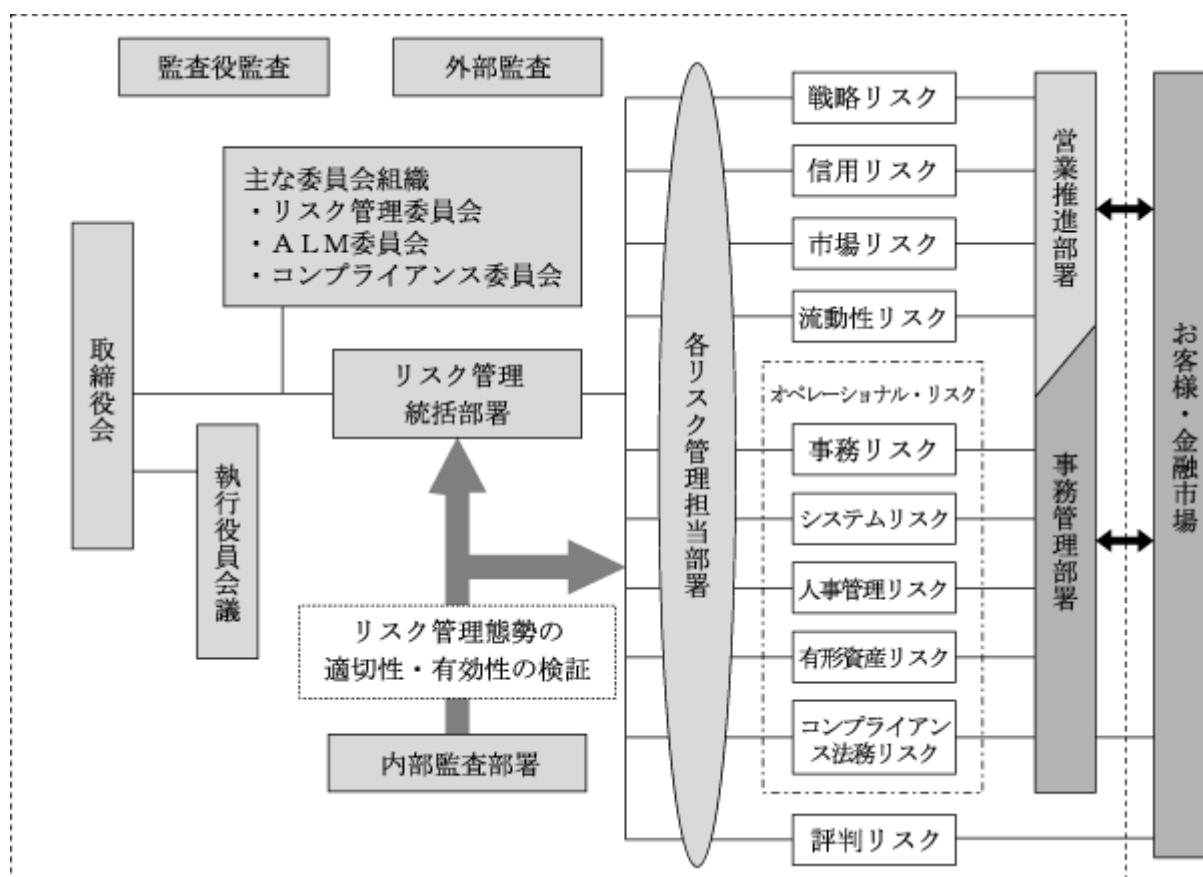 監査役監査
外部監査
主な委員会組織
・リスク管理委員会
・ＡＬＭ委員会
・コンプライアンス委員会
取締役会
執行役員会議
リスク管理
統括部署
リスク管理態勢の
適切性・有効性の検証
内部監査部署
各リスク管理担当部署
戦略リスク
信用リスク
市場リスク
流動性リスク
オペレーショナル・リスク
事務リスク
システムリスク
人事管理リスク
有形資産リスク
コンプライアン
ス法務リスク
評判リスク
営業推進部署
事務管理部署
お客様・金融市場